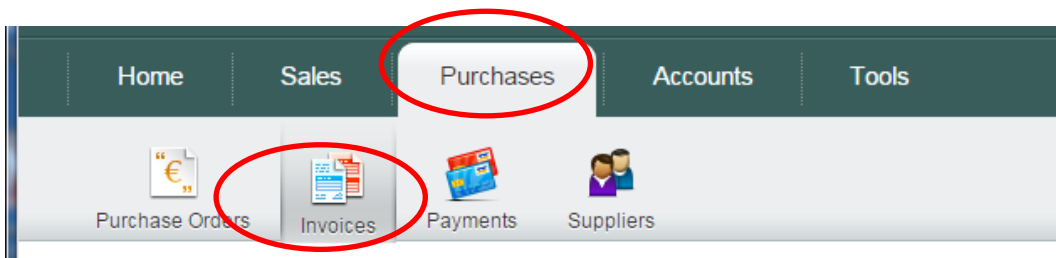 Home Sales Purchases Accounts Tools
“€„
Purchase Orders Invoices Payments Suppliers